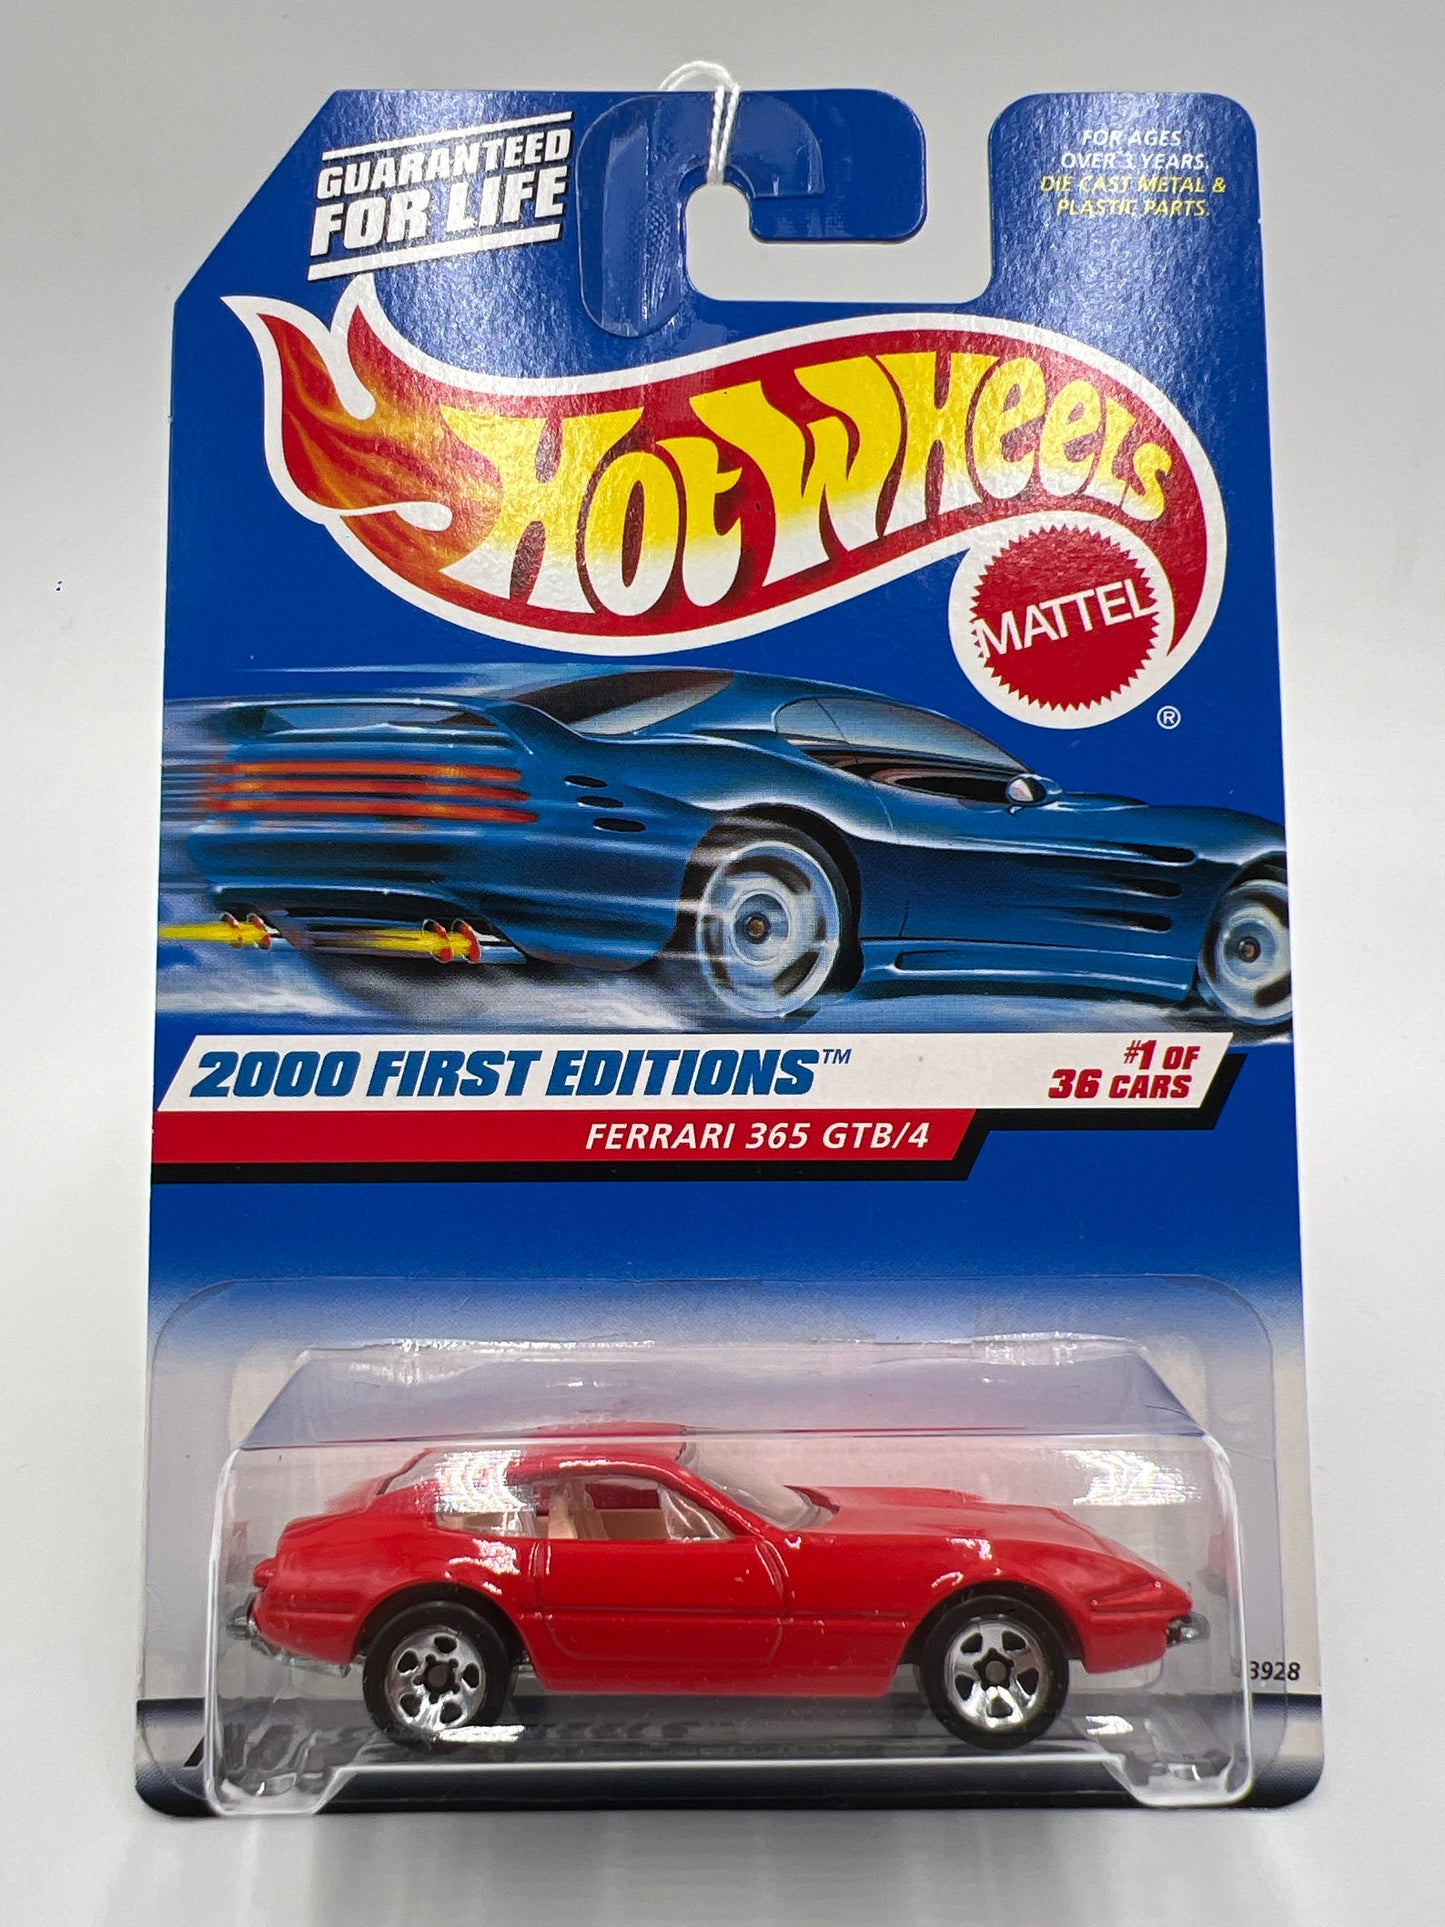 GUARANTEED
FOR LIFE
FOR AGES
OVER 3 YEARS.
DIE CAST METAL &
PLASTIC PARTS.
HOT WHEELS
MATTEL
®
2000 FIRST EDITIONS™
#1 OF
36 CARS
FERRARI 365 GTB/4
3928